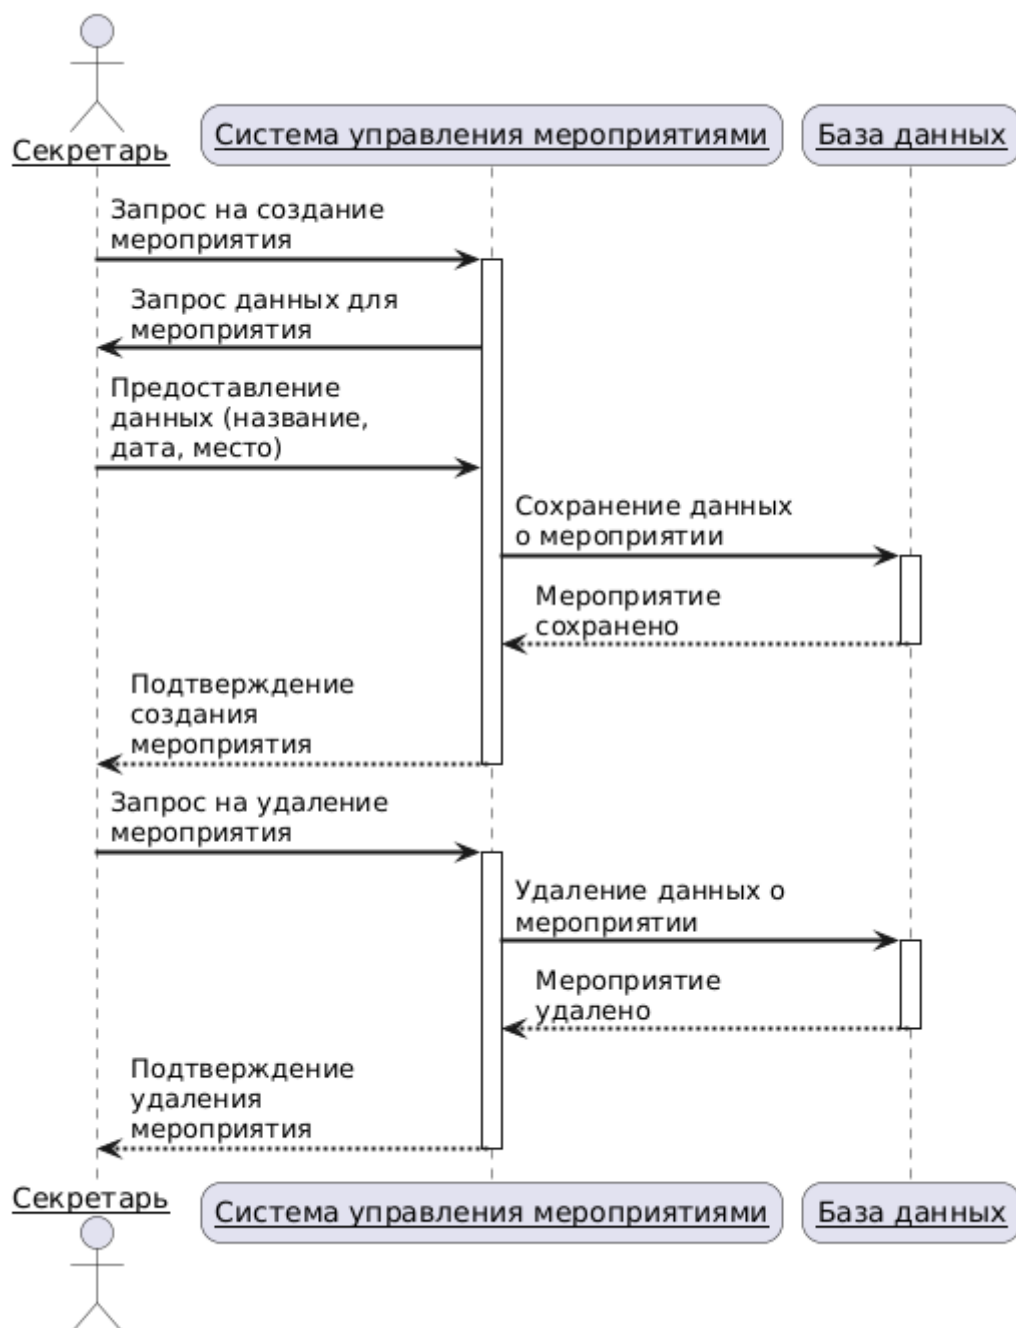 Секретарь
Система управления мероприятиями
База данных
Запрос на создание
мероприятия
Запрос данных для
мероприятия
Предоставление
данных (название,
дата, место)
Сохранение данных
о мероприятии
Мероприятие
сохранено
Подтверждение
создания
мероприятия
Запрос на удаление
мероприятия
Удаление данных о
мероприятии
Мероприятие
удалено
Подтверждение
удаления
мероприятия
Секретарь
Система управления мероприятиями
База данных